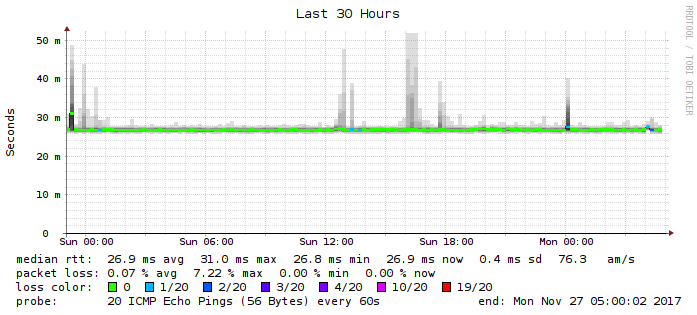 Last 30 Hours
RRDTOOL / TOBI OETIKER
Seconds
50 m
40 m
30 m
20 m
10 m
0
Sun 00:00 Sun 06:00 Sun 12:00 Sun 18:00 Mon 00:00
median rtt: 26.9 ms avg 31.0 ms max 26.8 ms min 26.9 ms now 0.4 ms sd 76.3 am/s
packet loss: 0.07 % avg 7.22 % max 0.00 % min 0.00 % now
loss color: 0 1/20 2/20 3/20 4/20 10/20 19/20
probe: 20 ICMP Echo Pings (56 Bytes) every 60s end: Mon Nov 27 05:00:02 2017